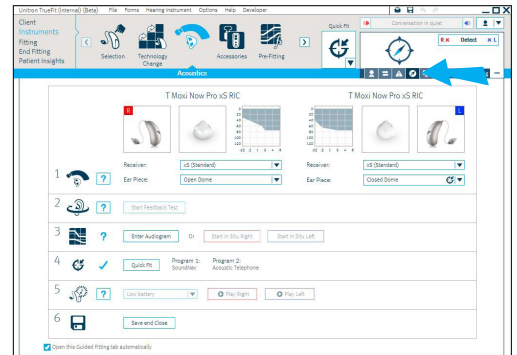 Unitron TrueFit (Internal) (Beta) File Forms Hearing Instrument Options Help Developer
Client
Instruments
Fitting
End Fitting
Patient Insights
Selection
Technology Change
Acoustics
Accessories
Pre-Fitting
Quick Fit
Conversation in quiet
R X Detect X L
T Moxi Now Pro xS RIC
T Moxi Now Pro xS RIC
R
L
Receiver: xS (Standard)
Receiver: xS (Standard)
Ear Piece: Open Dome
Ear Piece: Closed Dome
1 ?
2 ? Start Feedback Test
3 ? Enter Audiogram Or Start In Situ Right Start In Situ Left
4 Quick Fit Program 1: Program 2:
SoundNav Acoustic Telephone
5 ? Low Battery Play Right Play Left
6 Save and Close
Open this Guided Fitting tab automatically